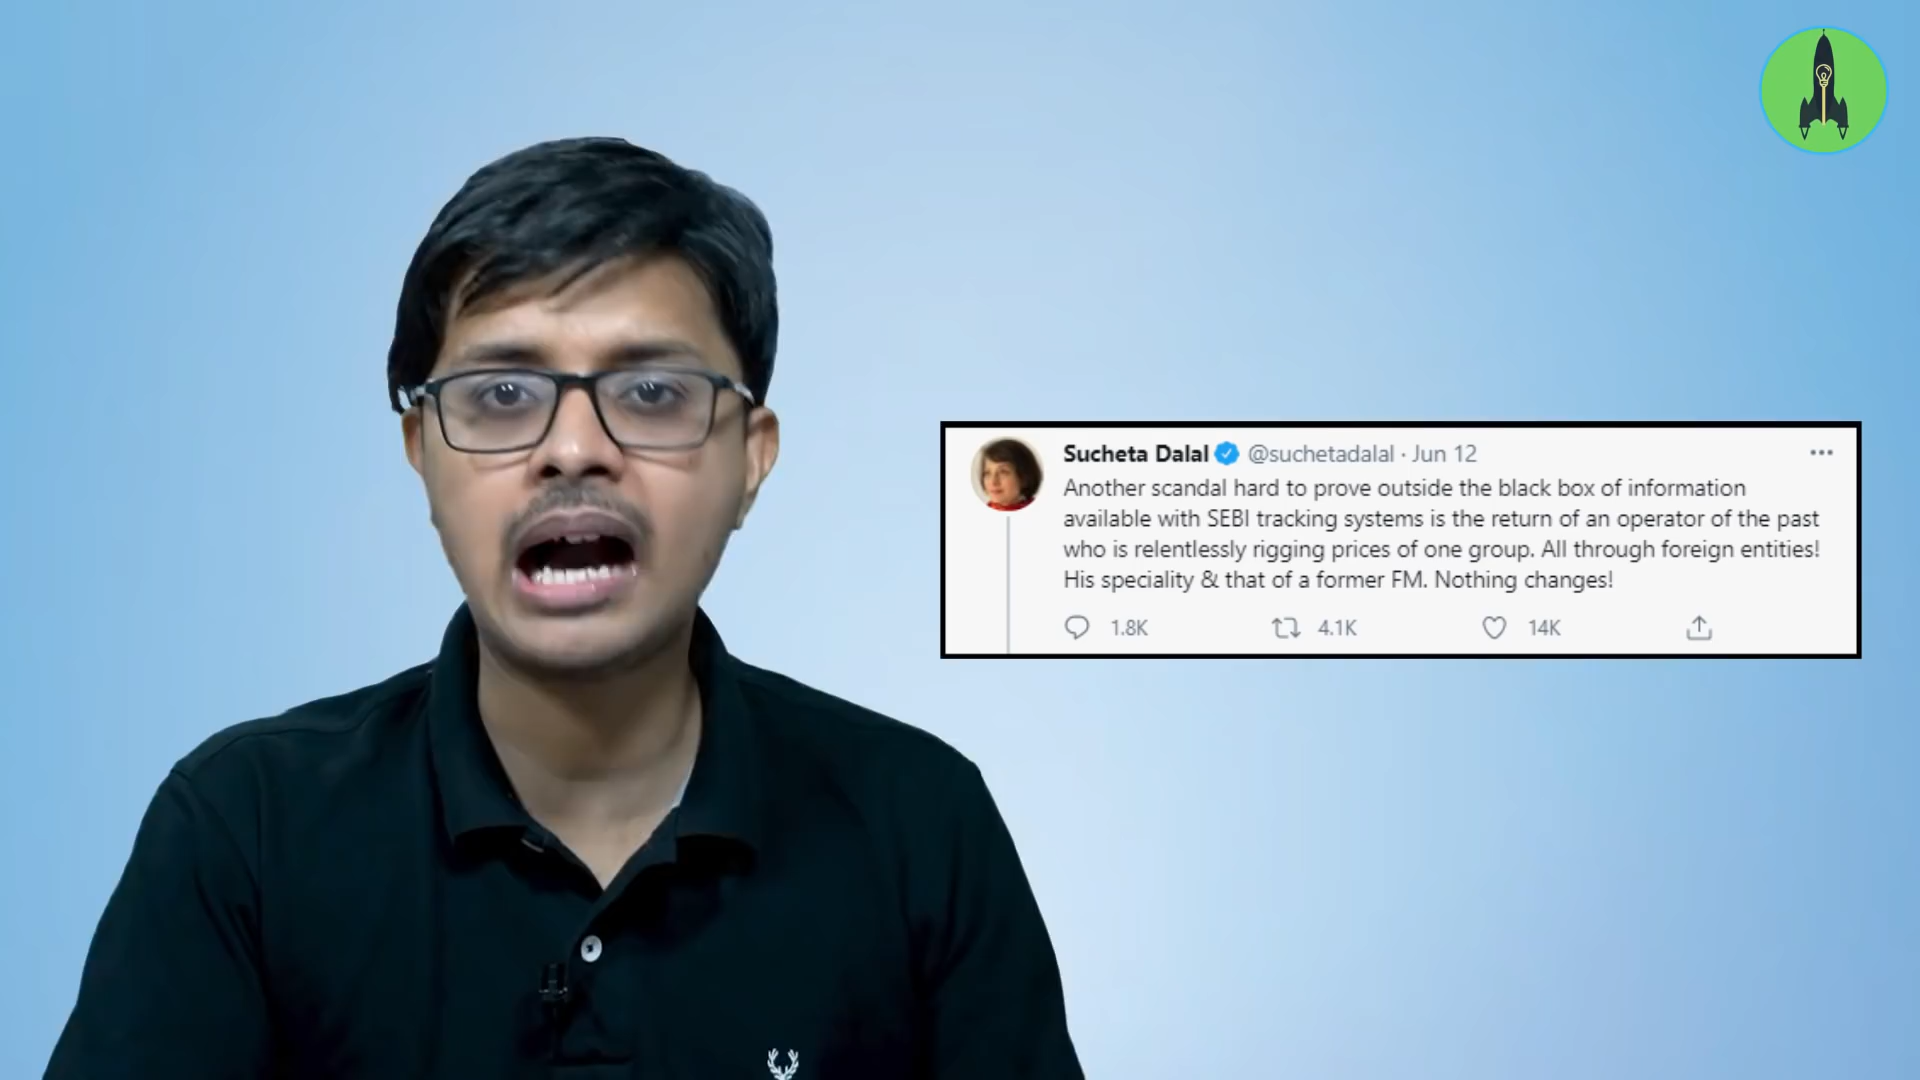 Sucheta Dalal @suchetadalal · Jun 12
Another scandal hard to prove outside the black box of information
available with SEBI tracking systems is the return of an operator of the past
who is relentlessly rigging prices of one group. All through foreign entities!
His speciality & that of a former FM. Nothing changes!
1.8K 4.1K 14K